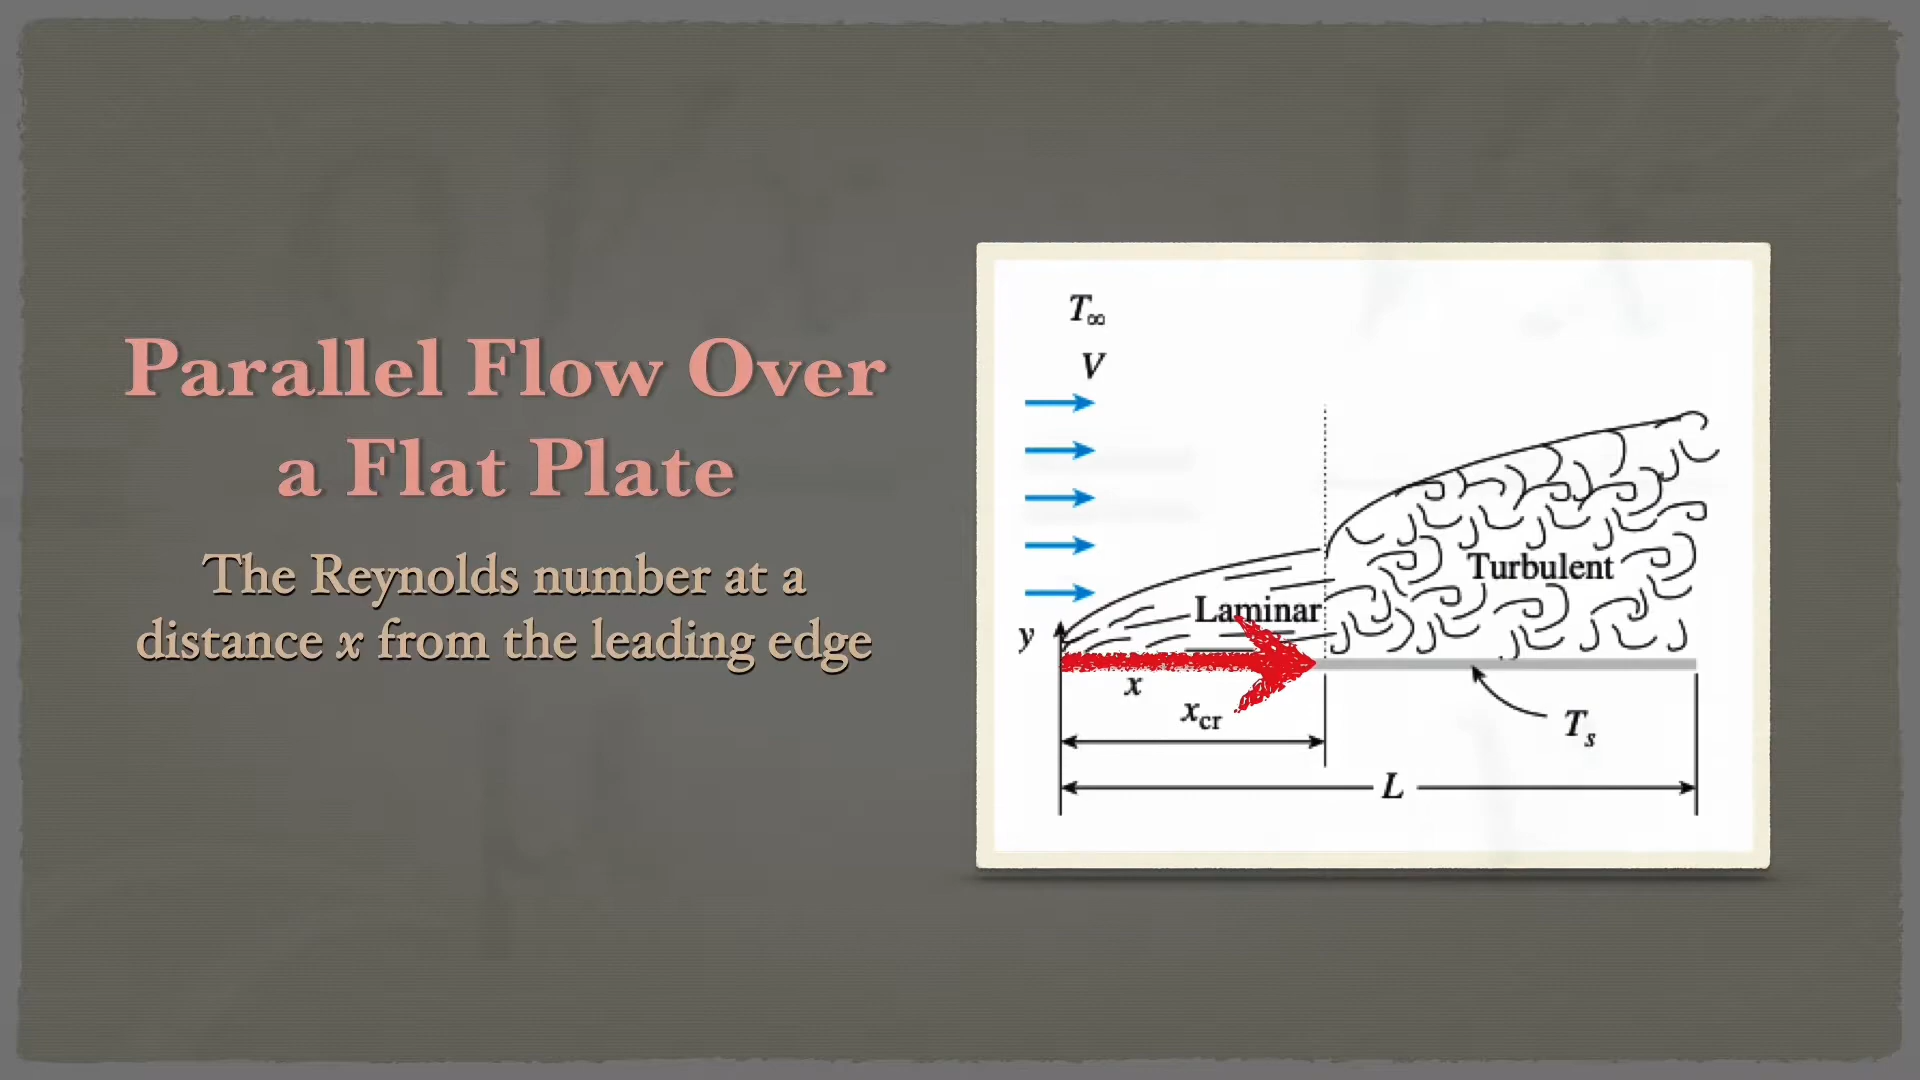 Parallel Flow Over
a Flat Plate
The Reynolds number at a
distance x from the leading edge
T∞
V
Turbulent
Laminar
y
x
xcr
Ts
L